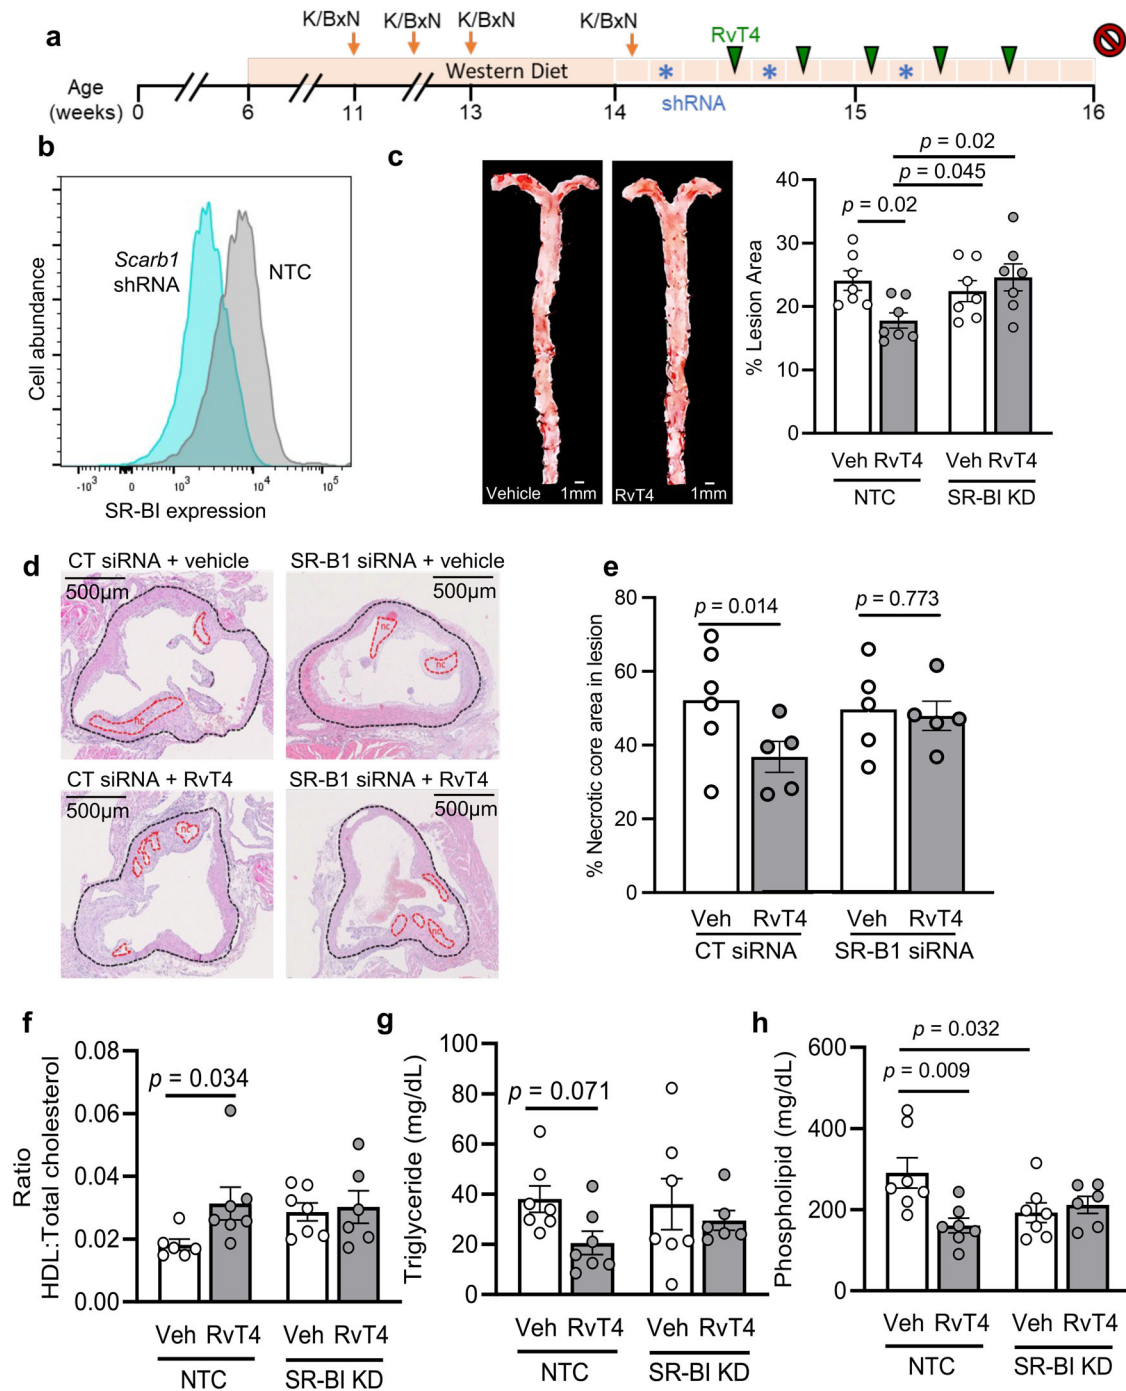 a
K/BxN K/BxN K/BxN K/BxN
RvT4
Western Diet
* * *
Age
(weeks)
shRNA
0 6 11 13 14 15 16
b
Cell abundance
Scarb1
shRNA
NTC
-10³ 0 10³ 10⁴ 10⁵
SR-BI expression
c
Vehicle 1mm
RvT4 1mm
% Lesion Area
40
30
20
10
0
p = 0.02
p = 0.045
p = 0.02
Veh RvT4 Veh RvT4
NTC SR-BI KD
d
CT siRNA + vehicle
500µm
nc
SR-B1 siRNA + vehicle
500µm
nc
nc
CT siRNA + RvT4
500µm
nc
SR-B1 siRNA + RvT4
500µm
nc
e
% Necrotic core area in lesion
80
60
40
20
0
p = 0.014
p = 0.773
Veh RvT4 Veh RvT4
CT siRNA SR-B1 siRNA
f
Ratio
HDL:Total cholesterol
0.08
0.06
0.04
0.02
0.00
p = 0.034
Veh RvT4 Veh RvT4
NTC SR-BI KD
g
Triglyceride (mg/dL)
100
80
60
40
20
0
p = 0.071
Veh RvT4 Veh RvT4
NTC SR-BI KD
h
Phospholipid (mg/dL)
600
400
200
0
p = 0.032
p = 0.009
Veh RvT4 Veh RvT4
NTC SR-BI KD